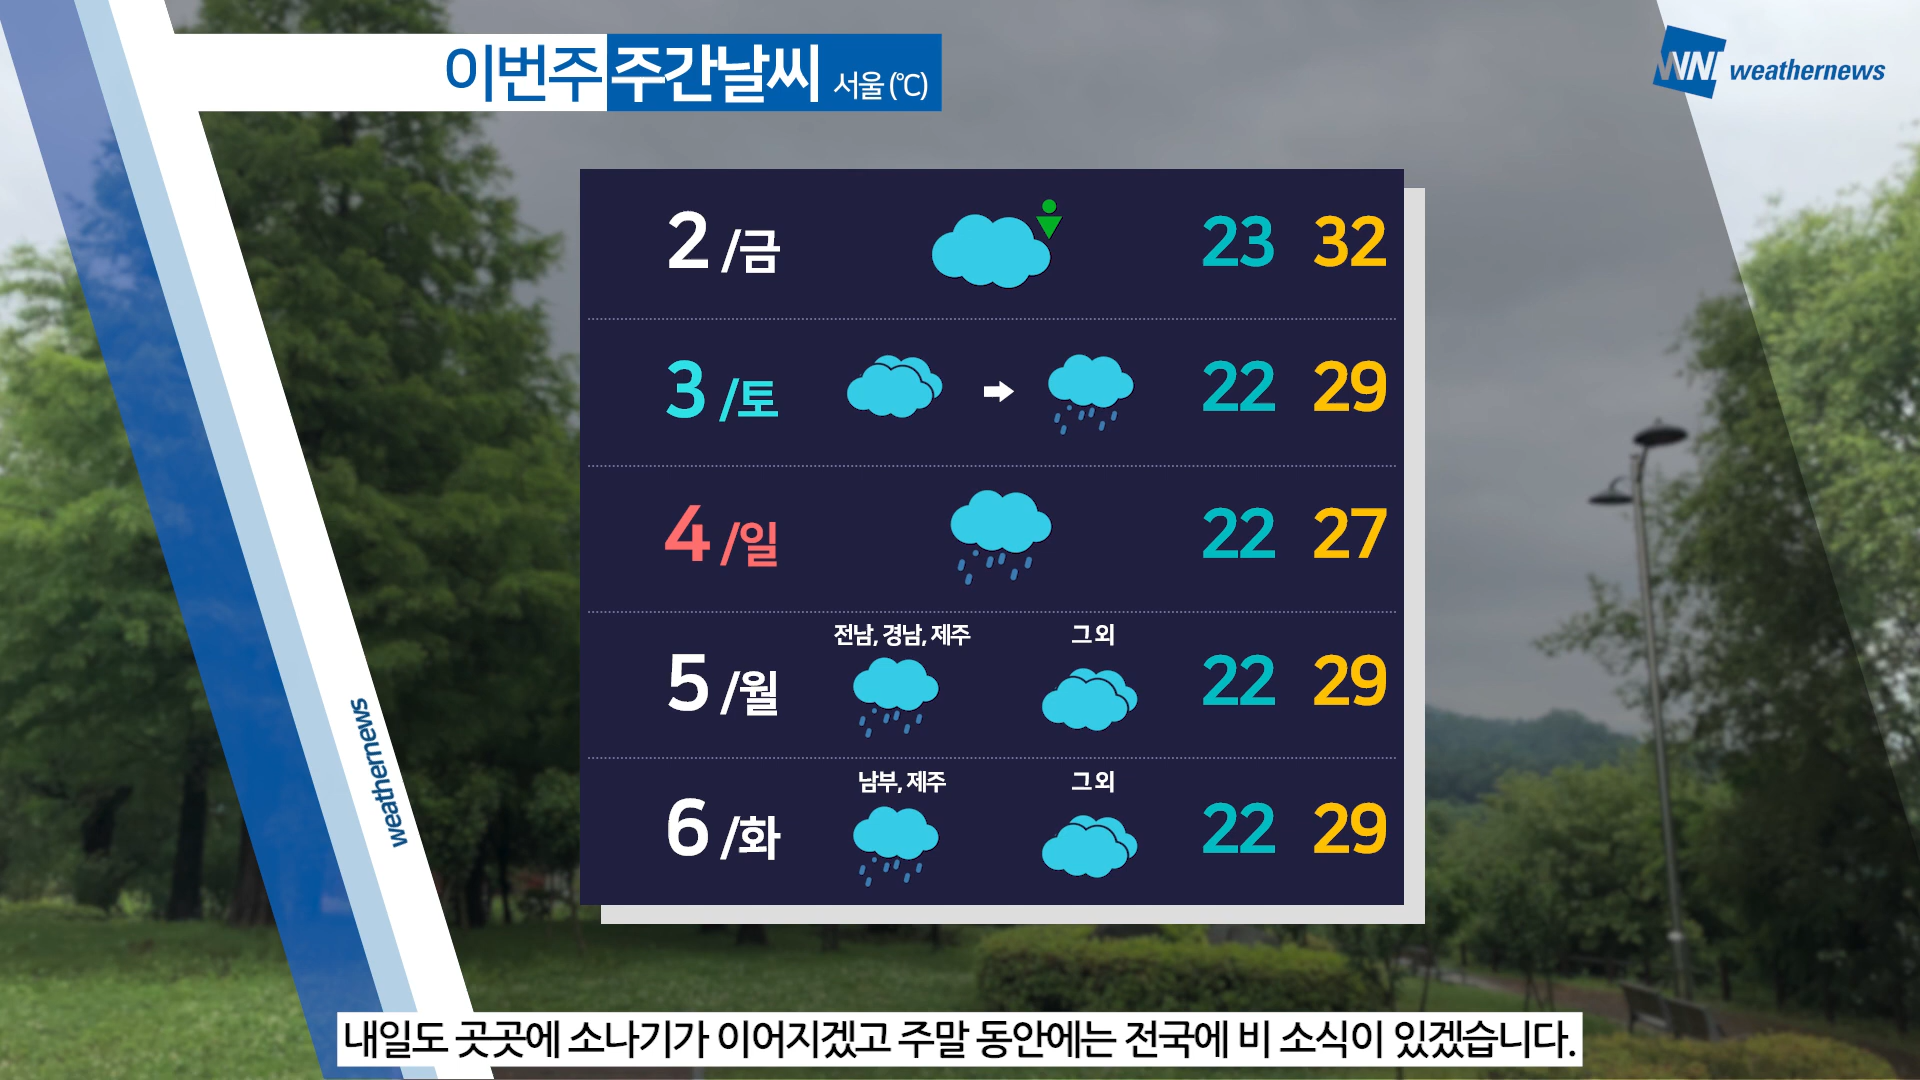 이번주 주간날씨 서울 (℃)
WNI weathernews
2 /금 23 32
3 /토 22 29
4 /일 22 27
전남, 경남, 제주 그 외
5 /월 22 29
남부, 제주 그 외
6 /화 22 29
weathernews
내일도 곳곳에 소나기가 이어지겠고 주말 동안에는 전국에 비 소식이 있겠습니다.